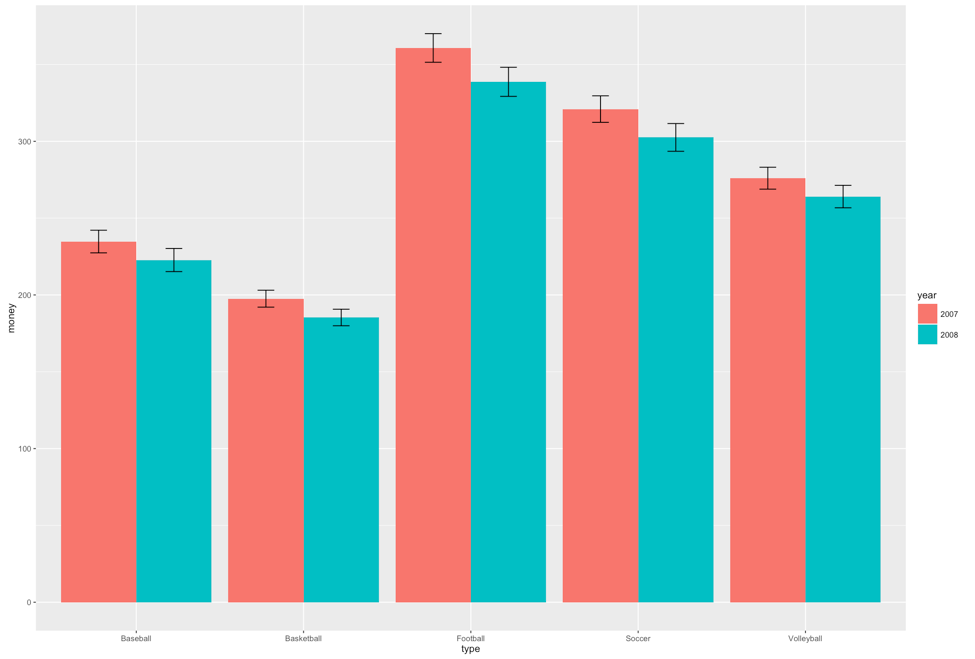 money
300
200
100
0
Baseball
Basketball
Football
Soccer
Volleyball
type
year
2007
2008